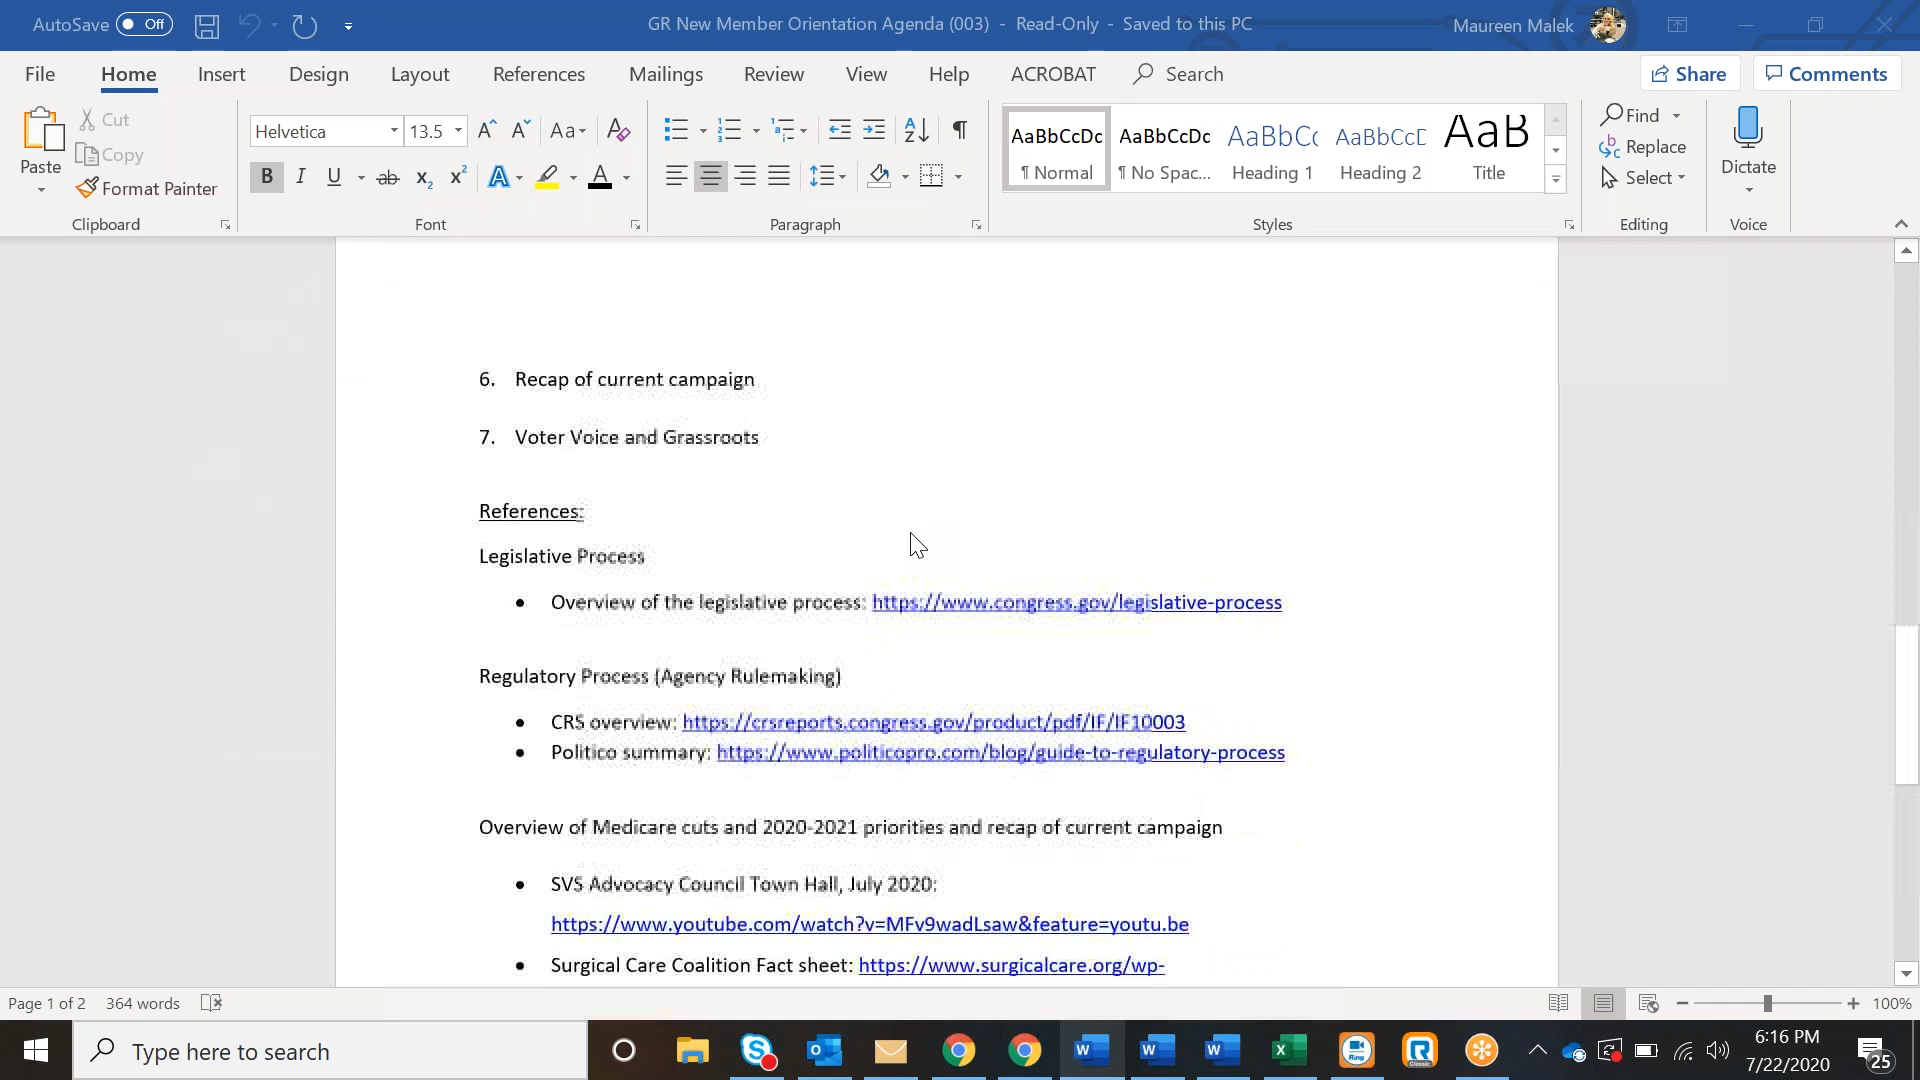 AutoSave Off GR New Member Orientation Agenda (003) - Read-Only - Saved to this PC Maureen Malek
File Home Insert Design Layout References Mailings Review View Help ACROBAT Search Share Comments
Paste Cut Copy Format Painter
Clipboard
Helvetica 13.5
Font
Paragraph
AaBbCcDc AaBbCcDc AaBbCc AaBbCcD AaB
¶ Normal ¶ No Spac... Heading 1 Heading 2 Title
Styles
Find
Replace
Select
Editing
Dictate
Voice
6. Recap of current campaign
7. Voter Voice and Grassroots
References:
Legislative Process
• Overview of the legislative process: https://www.congress.gov/legislative-process
Regulatory Process (Agency Rulemaking)
• CRS overview: https://crsreports.congress.gov/product/pdf/IF/IF10003
• Politico summary: https://www.politicopro.com/blog/guide-to-regulatory-process
Overview of Medicare cuts and 2020-2021 priorities and recap of current campaign
• SVS Advocacy Council Town Hall, July 2020:
https://www.youtube.com/watch?v=MFv9wadLsaw&feature=youtu.be
• Surgical Care Coalition Fact sheet: https://www.surgicalcare.org/wp-
Page 1 of 2 364 words 100%
Type here to search
6:16 PM
7/22/2020
25